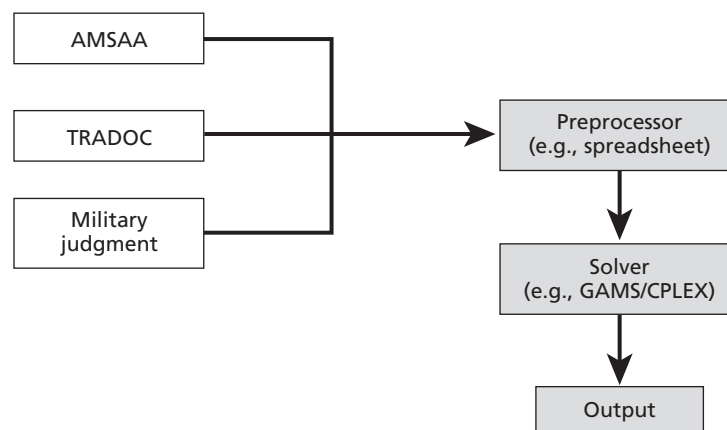 AMSAA
TRADOC
Military
judgment
Preprocessor
(e.g., spreadsheet)
Solver
(e.g., GAMS/CPLEX)
Output